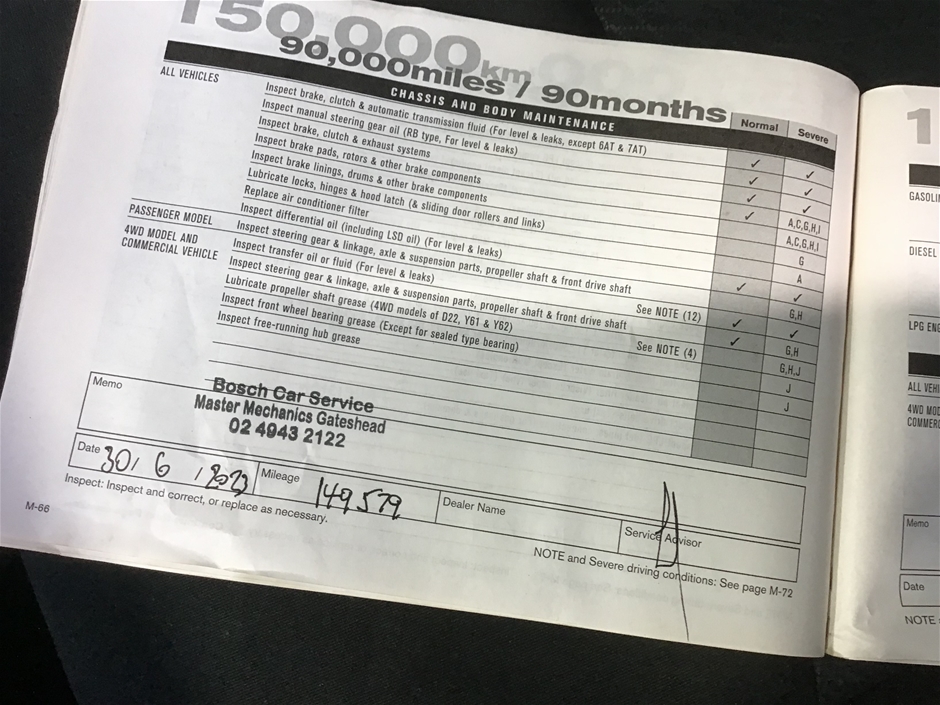 150,000km
90,000miles / 90months
CHASSIS AND BODY MAINTENANCE
Normal
Severe
ALL VEHICLES
Inspect brake, clutch & automatic transmission fluid (For level & leaks, except 6AT & 7AT)
✓ ✓
Inspect manual steering gear oil (RB type, For level & leaks)
✓ ✓
Inspect brake, clutch & exhaust systems
✓ ✓
Inspect brake pads, rotors & other brake components
✓ A,C,G,H,I
Inspect brake linings, drums & other brake components
A,C,G,H,I
Lubricate locks, hinges & hood latch (& sliding door rollers and links)
G
Replace air conditioner filter
A
Inspect differential oil (including LSD oil) (For level & leaks)
✓ ✓
PASSENGER MODEL
Inspect steering gear & linkage, axle & suspension parts, propeller shaft & front drive shaft
G,H
4WD MODEL AND
COMMERCIAL VEHICLE
Inspect transfer oil or fluid (For level & leaks)
See NOTE (12)
✓ ✓
Inspect steering gear & linkage, axle & suspension parts, propeller shaft & front drive shaft
✓ G,H
Lubricate propeller shaft grease (4WD models of D22, Y61 & Y62)
See NOTE (4)
G,H,J
Inspect front wheel bearing grease (Except for sealed type bearing)
J
Inspect free-running hub grease
J
Memo
Bosch Car Service
Master Mechanics Gateshead
02 4943 2122
Date 30/ 6 / 2023
Mileage 149 579
Dealer Name
Service Advisor
Inspect: Inspect and correct, or replace as necessary.
NOTE and Severe driving conditions: See page M-72
M-66
1
GASOLIN
DIESEL
LPG ENG
ALL VEHI
4WD MOD
COMMERC
Memo
Date
NOTE